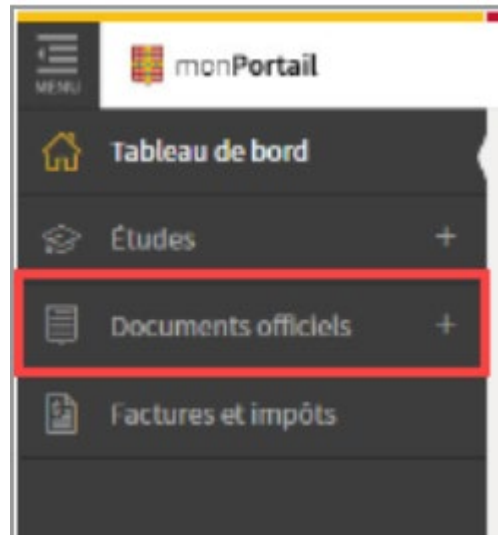 MENU
monPortail
Tableau de bord
Études +
Documents officiels +
Factures et impôts